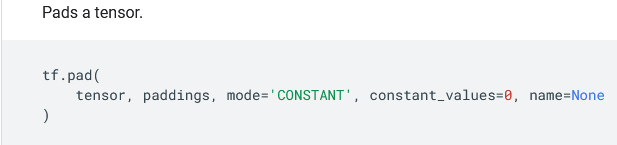 Pads a tensor.
tf.pad(
    tensor, paddings, mode='CONSTANT', constant_values=0, name=None
)